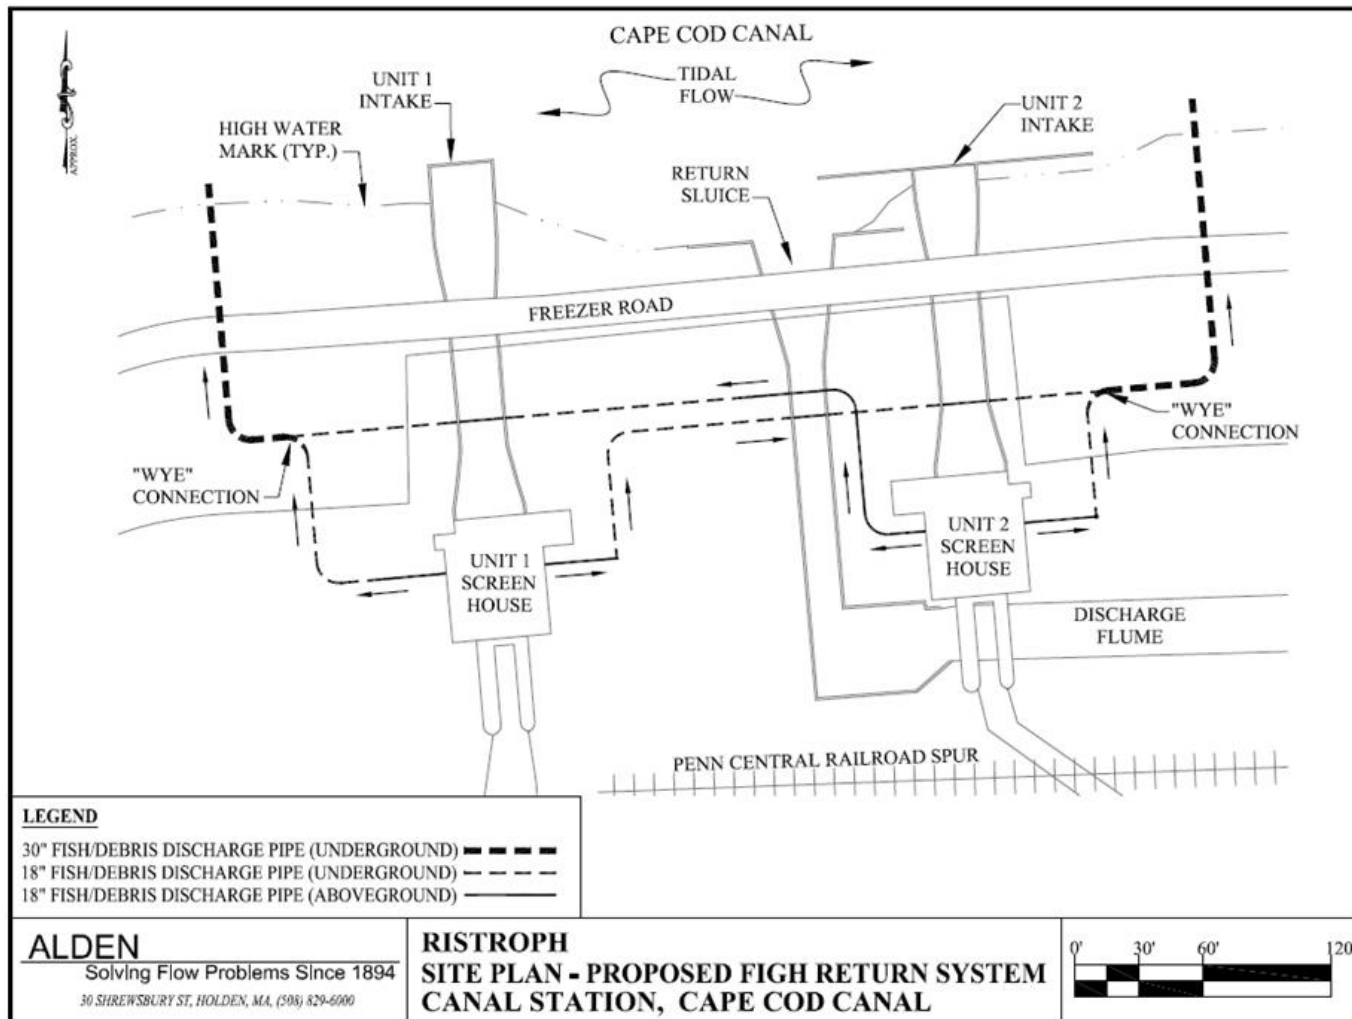 CAPE COD CANAL
TIDAL
FLOW
UNIT 1
INTAKE
UNIT 2
INTAKE
HIGH WATER
MARK (TYP.)
APPROX.
RETURN
SLUICE
FREEZER ROAD
"WYE"
CONNECTION
"WYE"
CONNECTION
UNIT 1
SCREEN
HOUSE
UNIT 2
SCREEN
HOUSE
DISCHARGE
FLUME
PENN CENTRAL RAILROAD SPUR
LEGEND
30" FISH/DEBRIS DISCHARGE PIPE (UNDERGROUND)
18" FISH/DEBRIS DISCHARGE PIPE (UNDERGROUND)
18" FISH/DEBRIS DISCHARGE PIPE (ABOVEGROUND)
ALDEN
Solving Flow Problems Since 1894
30 SHREWSBURY ST, HOLDEN, MA, (508) 829-6000
RISTROPH
SITE PLAN - PROPOSED FIGH RETURN SYSTEM
CANAL STATION, CAPE COD CANAL
0' 30' 60' 120